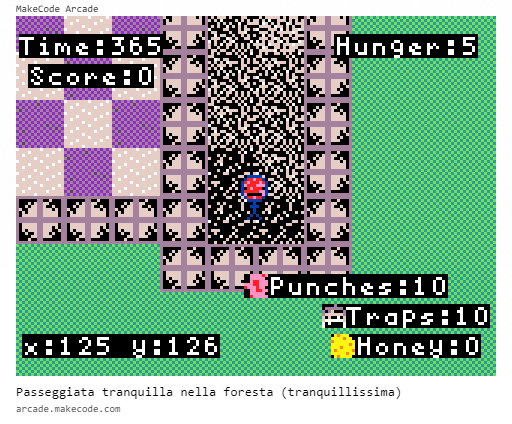 MakeCode Arcade
Time:365 Hunger:5
Score:0
Punches:10
Traps:10
x:125 y:126 Honey:0
Passeggiata tranquilla nella foresta (tranquillissima)
arcade.makecode.com